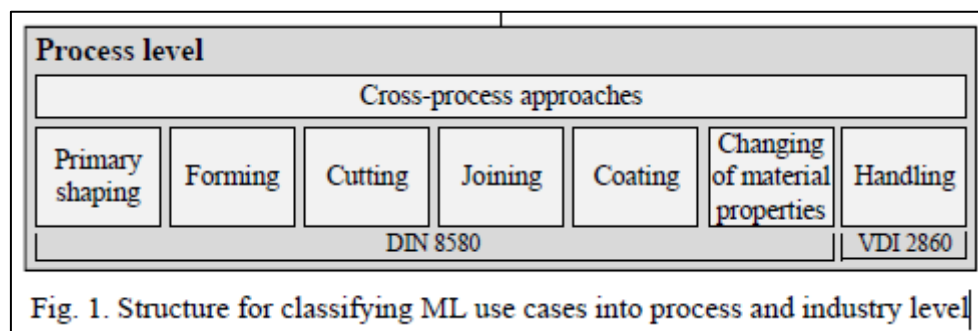 Process level
Cross-process approaches
Primary
shaping
Forming
Cutting
Joining
Coating
Changing
of material
properties
Handling
DIN 8580
VDI 2860
Fig. 1. Structure for classifying ML use cases into process and industry level